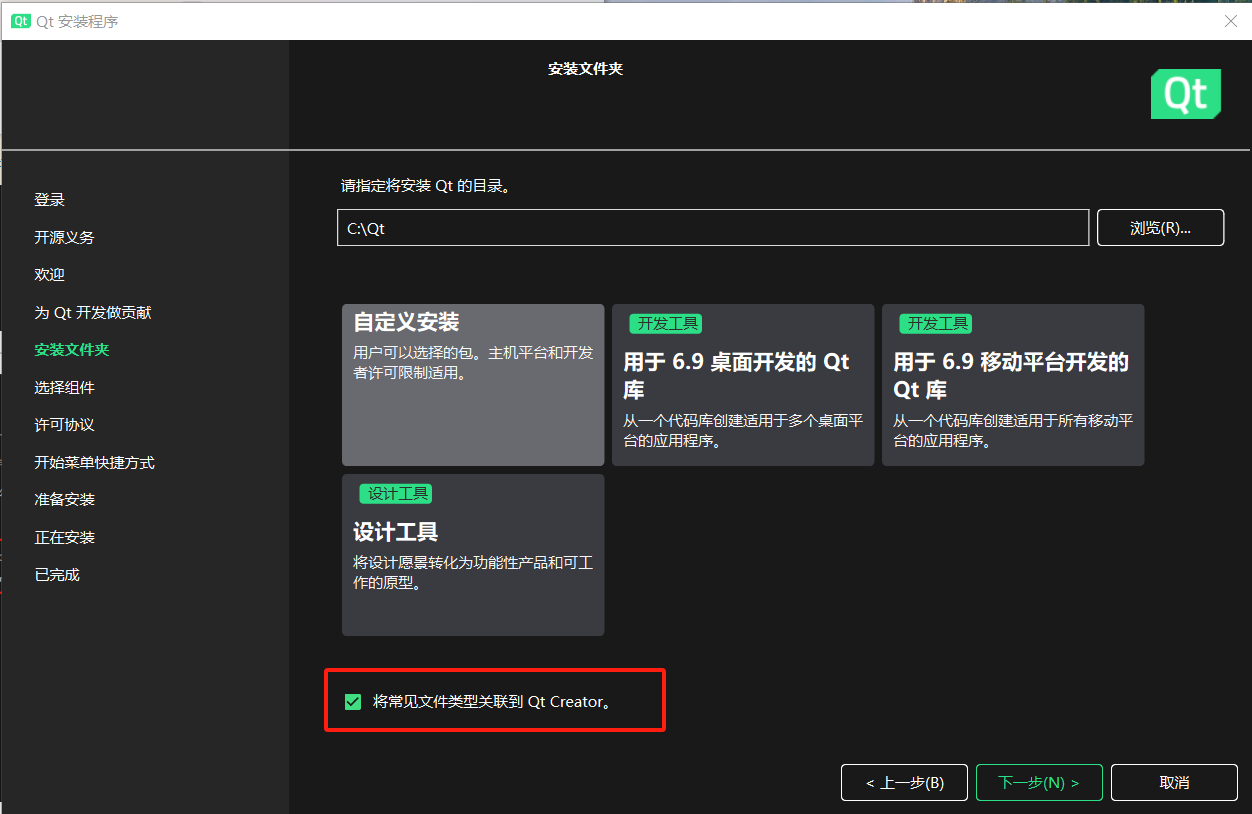 Qt Qt 安装程序
安装文件夹
Qt
登录
开源义务
欢迎
为 Qt 开发做贡献
安装文件夹
选择组件
许可协议
开始菜单快捷方式
准备安装
正在安装
已完成
请指定将安装 Qt 的目录。
C:\Qt
浏览(R)...
自定义安装
用户可以选择的包。主机平台和开发
者许可限制适用。
开发工具
用于 6.9 桌面开发的 Qt
库
从一个代码库创建适用于多个桌面平
台的应用程序。
开发工具
用于 6.9 移动平台开发的
Qt 库
从一个代码库创建适用于所有移动平
台的应用程序。
设计工具
设计工具
将设计愿景转化为功能性产品和可工
作的原型。
将常见文件类型关联到 Qt Creator。
< 上一步(B)
下一步(N) >
取消